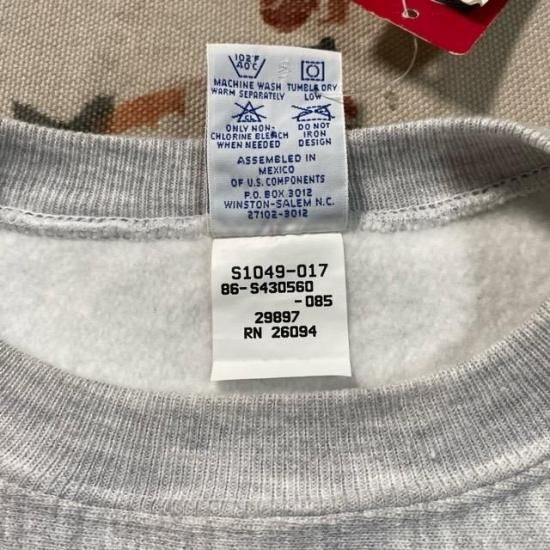 102°F
40°C
MACHINE WASH
WARM SEPARATELY
TUMBLE DRY
LOW
CL
ONLY NON-
CHLORINE BLEACH
WHEN NEEDED
DO NOT
IRON
DESIGN
ASSEMBLED IN
MEXICO
OF U.S. COMPONENTS
P.O. BOX 3012
WINSTON-SALEM N.C.
27102-3012
S1049-017
86-S430560
-085
29897
RN 26094